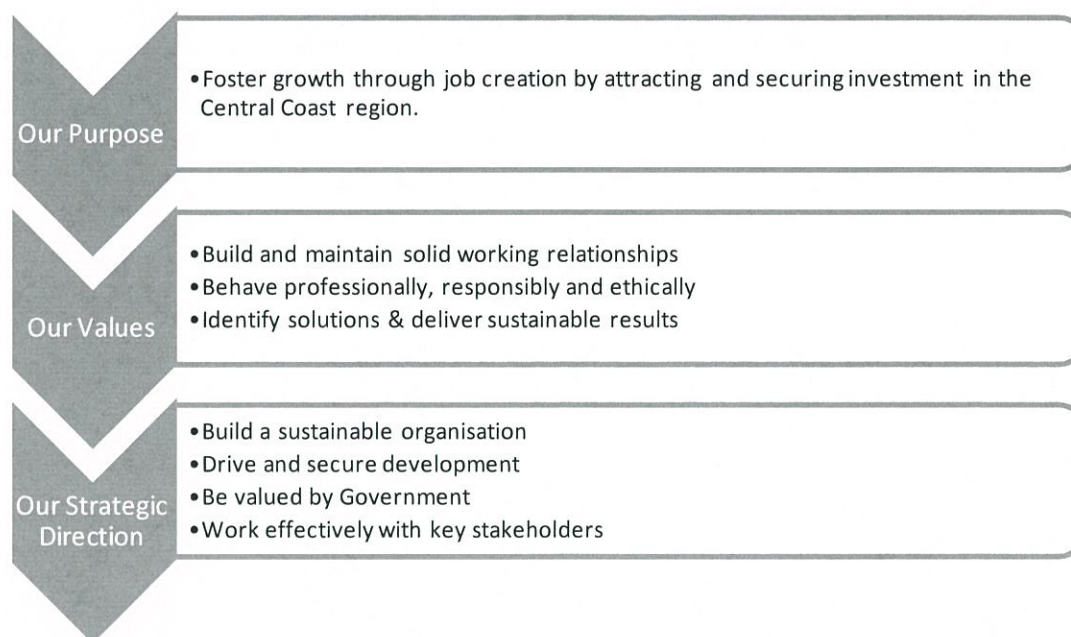 Our Purpose
•Foster growth through job creation by attracting and securing investment in the
Central Coast region.
Our Values
•Build and maintain solid working relationships
•Behave professionally, responsibly and ethically
•Identify solutions & deliver sustainable results
Our Strategic
Direction
•Build a sustainable organisation
•Drive and secure development
•Be valued by Government
•Work effectively with key stakeholders